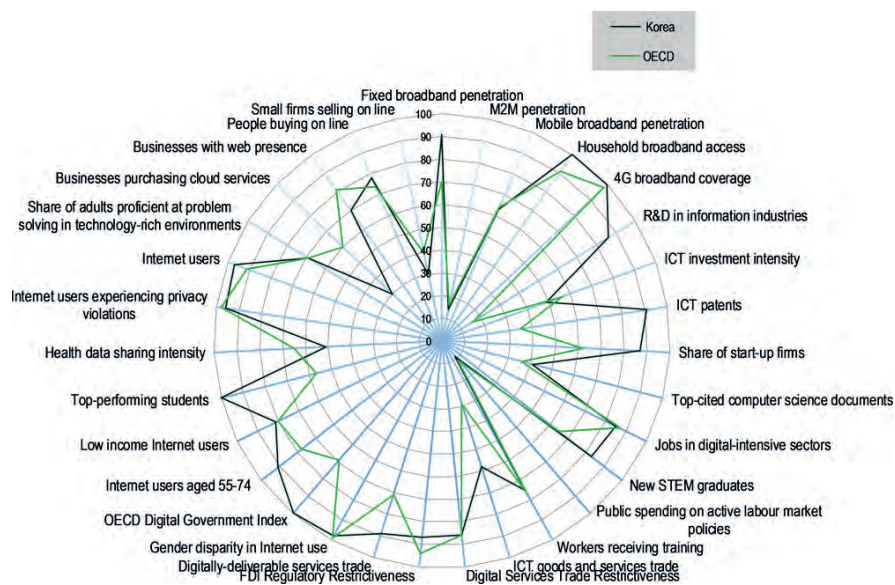 Korea
OECD
Fixed broadband penetration
Small firms selling on line
M2M penetration
People buying on line
Mobile broadband penetration
Businesses with web presence
Household broadband access
Businesses purchasing cloud services
4G broadband coverage
Share of adults proficient at problem
solving in technology-rich environments
R&D in information industries
Internet users
ICT investment intensity
Internet users experiencing privacy
violations
ICT patents
Health data sharing intensity
Share of start-up firms
Top-performing students
Top-cited computer science documents
Low income Internet users
Jobs in digital-intensive sectors
Internet users aged 55-74
New STEM graduates
OECD Digital Government Index
Public spending on active labour market
policies
Gender disparity in Internet use
Workers receiving training
Digitally-deliverable services trade
ICT goods and services trade
FDI Regulatory Restrictiveness
Digital Services Trade Restrictiveness
100
90
80
70
60
50
40
30
20
10
0